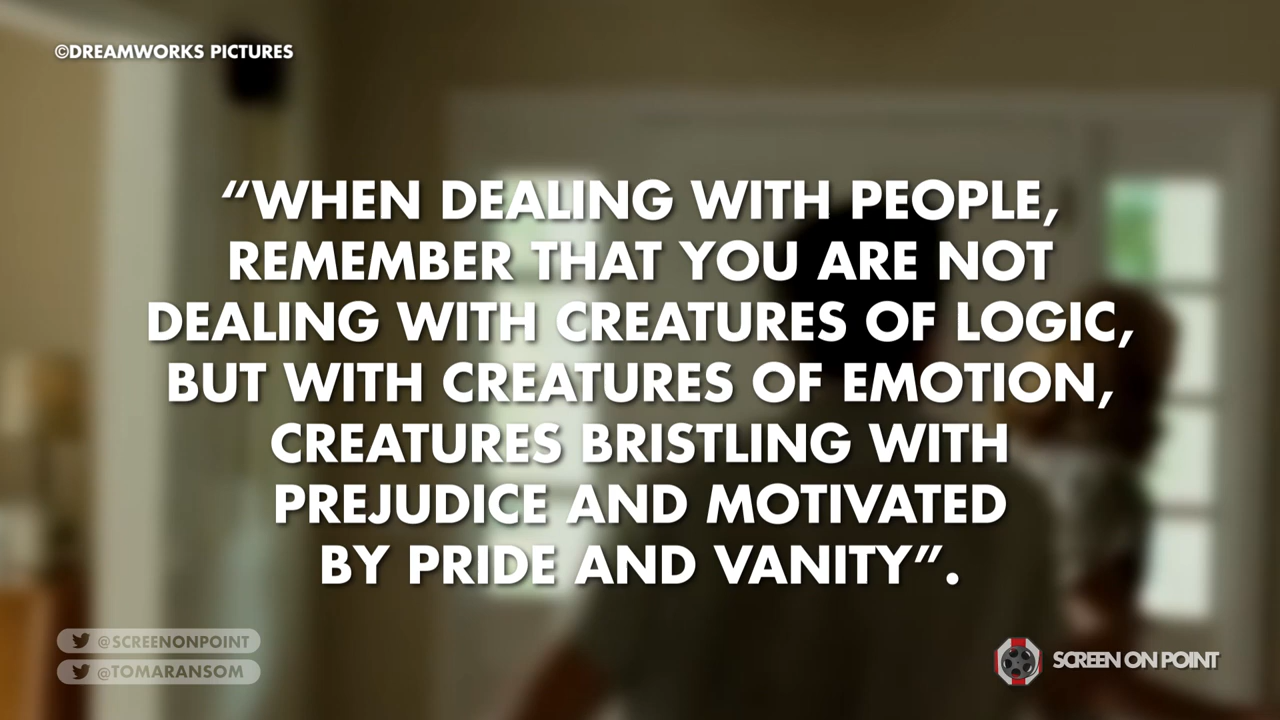 ©DREAMWORKS PICTURES
“WHEN DEALING WITH PEOPLE,
REMEMBER THAT YOU ARE NOT
DEALING WITH CREATURES OF LOGIC,
BUT WITH CREATURES OF EMOTION,
CREATURES BRISTLING WITH
PREJUDICE AND MOTIVATED
BY PRIDE AND VANITY”.
@SCREENONPOINT
@TOMARANSOM
SCREEN ON POINT